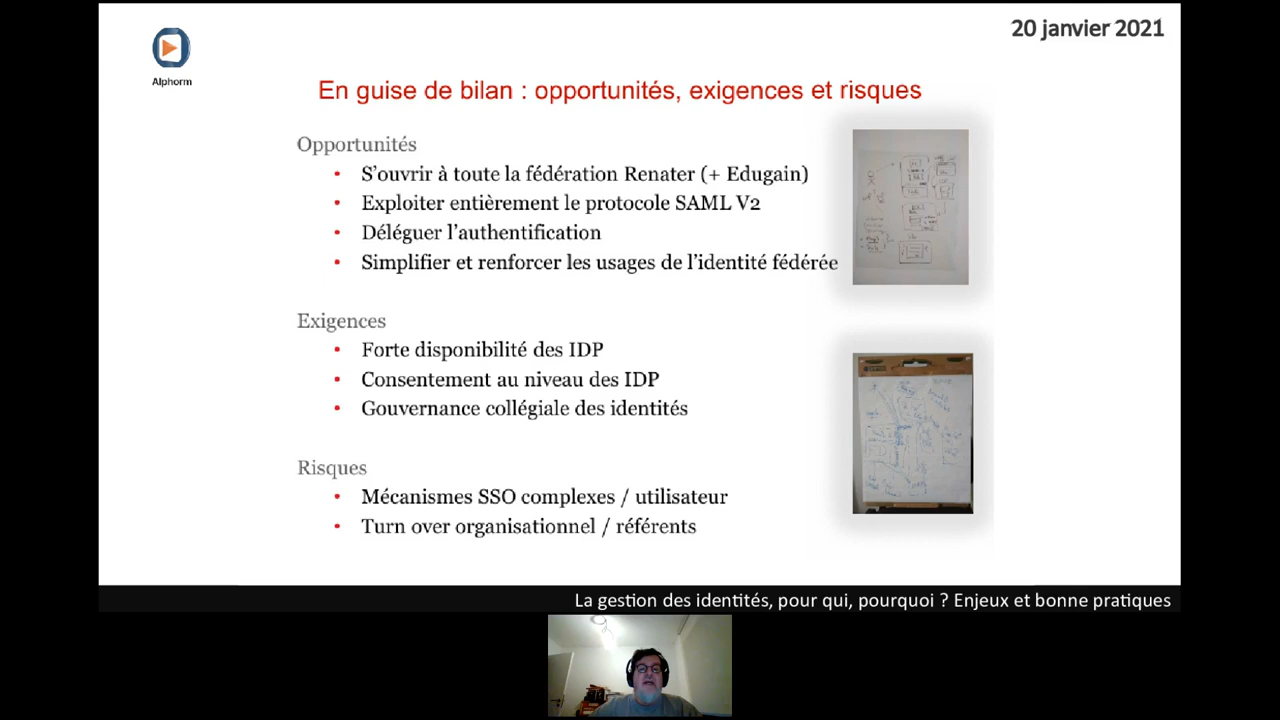 20 janvier 2021
Alphorm
En guise de bilan : opportunités, exigences et risques
Opportunités
• S’ouvrir à toute la fédération Renater (+ Edugain)
• Exploiter entièrement le protocole SAML V2
• Déléguer l’authentification
• Simplifier et renforcer les usages de l’identité fédérée
Exigences
• Forte disponibilité des IDP
• Consentement au niveau des IDP
• Gouvernance collégiale des identités
Risques
• Mécanismes SSO complexes / utilisateur
• Turn over organisationnel / référents
La gestion des identités, pour qui, pourquoi ? Enjeux et bonne pratiques